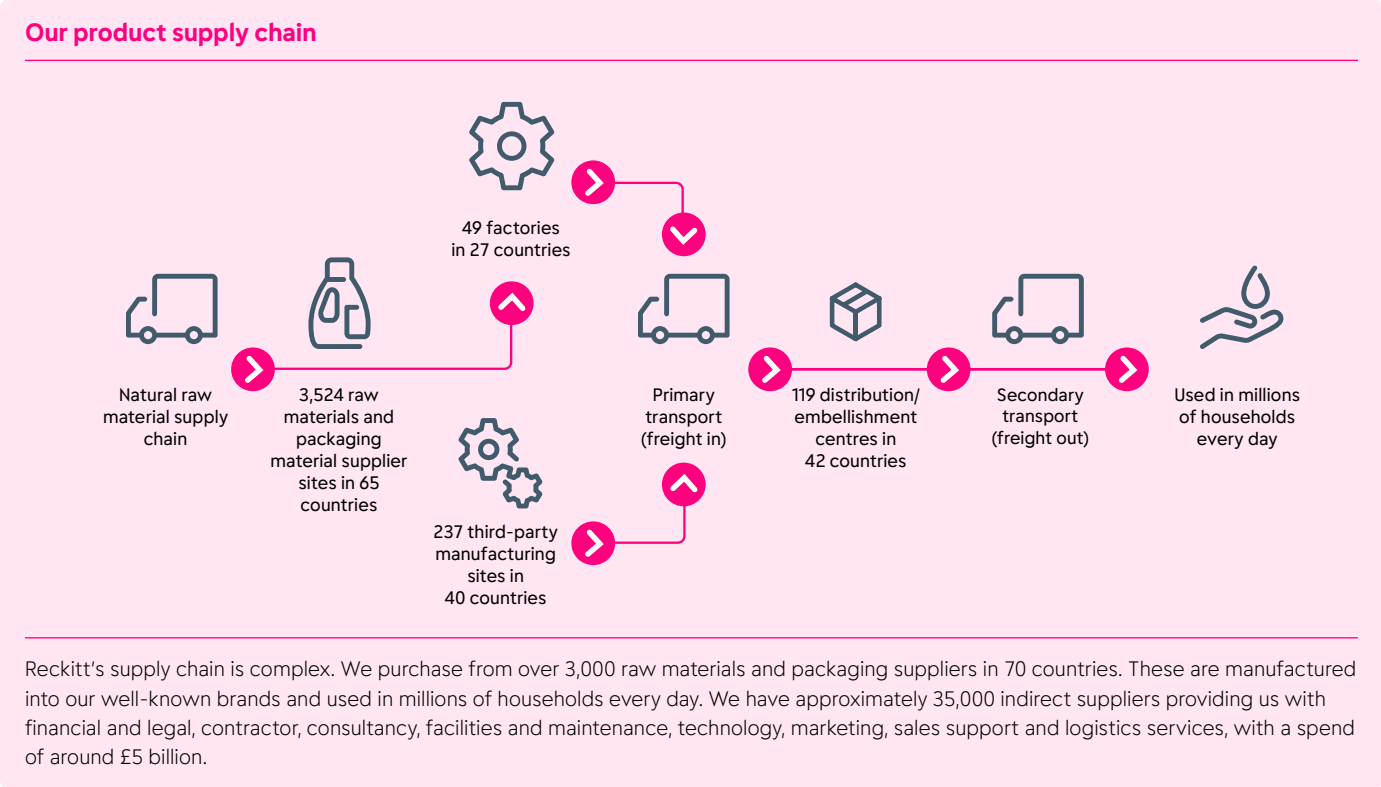 Our product supply chain
49 factories
in 27 countries
Natural raw
material supply
chain
3,524 raw
materials and
packaging
material supplier
sites in 65
countries
237 third-party
manufacturing
sites in
40 countries
Primary
transport
(freight in)
119 distribution/
embellishment
centres in
42 countries
Secondary
transport
(freight out)
Used in millions
of households
every day
Reckitt’s supply chain is complex. We purchase from over 3,000 raw materials and packaging suppliers in 70 countries. These are manufactured
into our well-known brands and used in millions of households every day. We have approximately 35,000 indirect suppliers providing us with
financial and legal, contractor, consultancy, facilities and maintenance, technology, marketing, sales support and logistics services, with a spend
of around £5 billion.